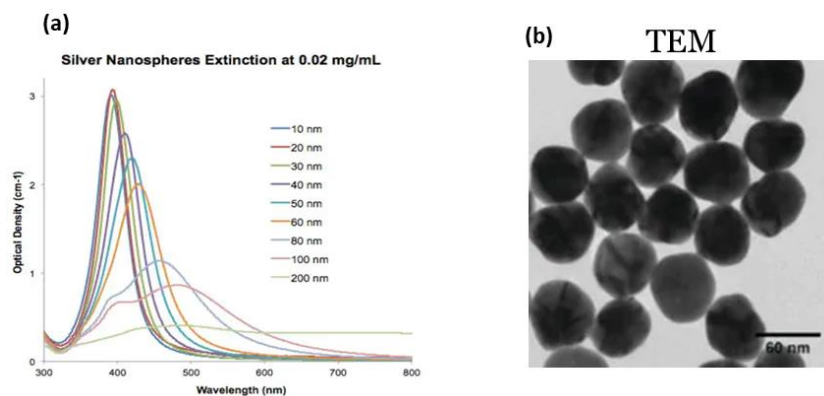 (a)
Silver Nanospheres Extinction at 0.02 mg/mL
Optical Density (cm-1)
3
2
1
0
300
400
500
600
700
800
Wavelength (nm)
10 nm
20 nm
30 nm
40 nm
50 nm
60 nm
80 nm
100 nm
200 nm
(b)
TEM
60 nm